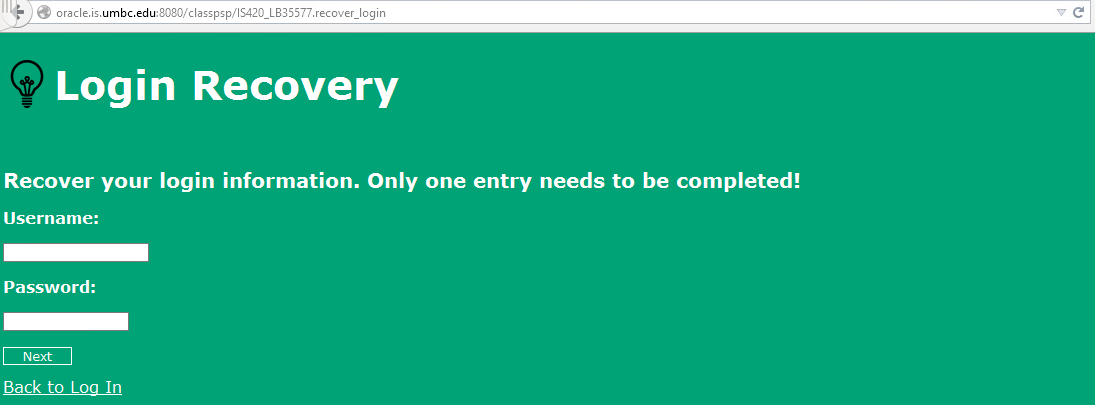 oracle.is.umbc.edu:8080/classpsp/IS420_LB35577.recover_login
Login Recovery
Recover your login information. Only one entry needs to be completed!
Username:
Password:
Next
Back to Log In